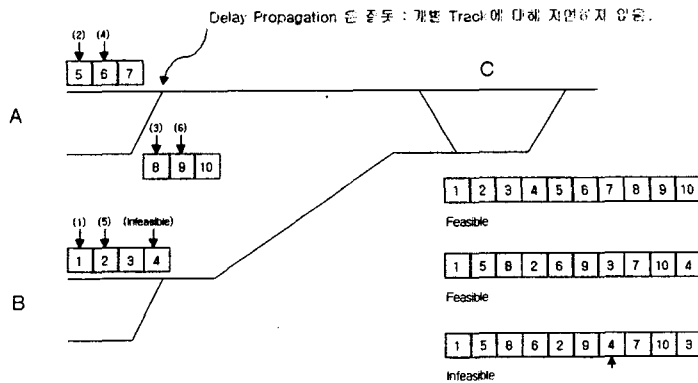 Delay Propagation 은 잘못 : 개별 Track에 대해 지연하지 않음.
(2) (4)
5 6 7
C
A
(3) (6)
8 9 10
1 2 3 4 5 6 7 8 9 10
Feasible
(1) (5) (Infeasible)
1 2 3 4
1 5 8 2 6 9 3 7 10 4
Feasible
B
1 5 8 6 2 9 4 7 10 3
Infeasible